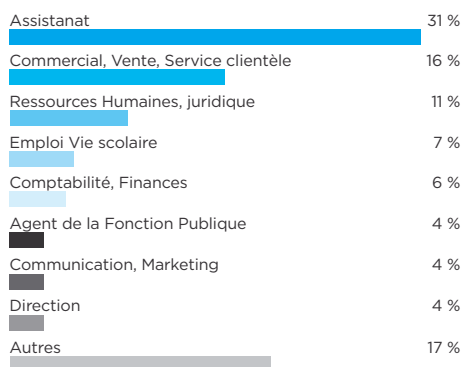 Assistanat 31 %
Commercial, Vente, Service clientèle 16 %
Ressources Humaines, juridique 11 %
Emploi Vie scolaire 7 %
Comptabilité, Finances 6 %
Agent de la Fonction Publique 4 %
Communication, Marketing 4 %
Direction 4 %
Autres 17 %